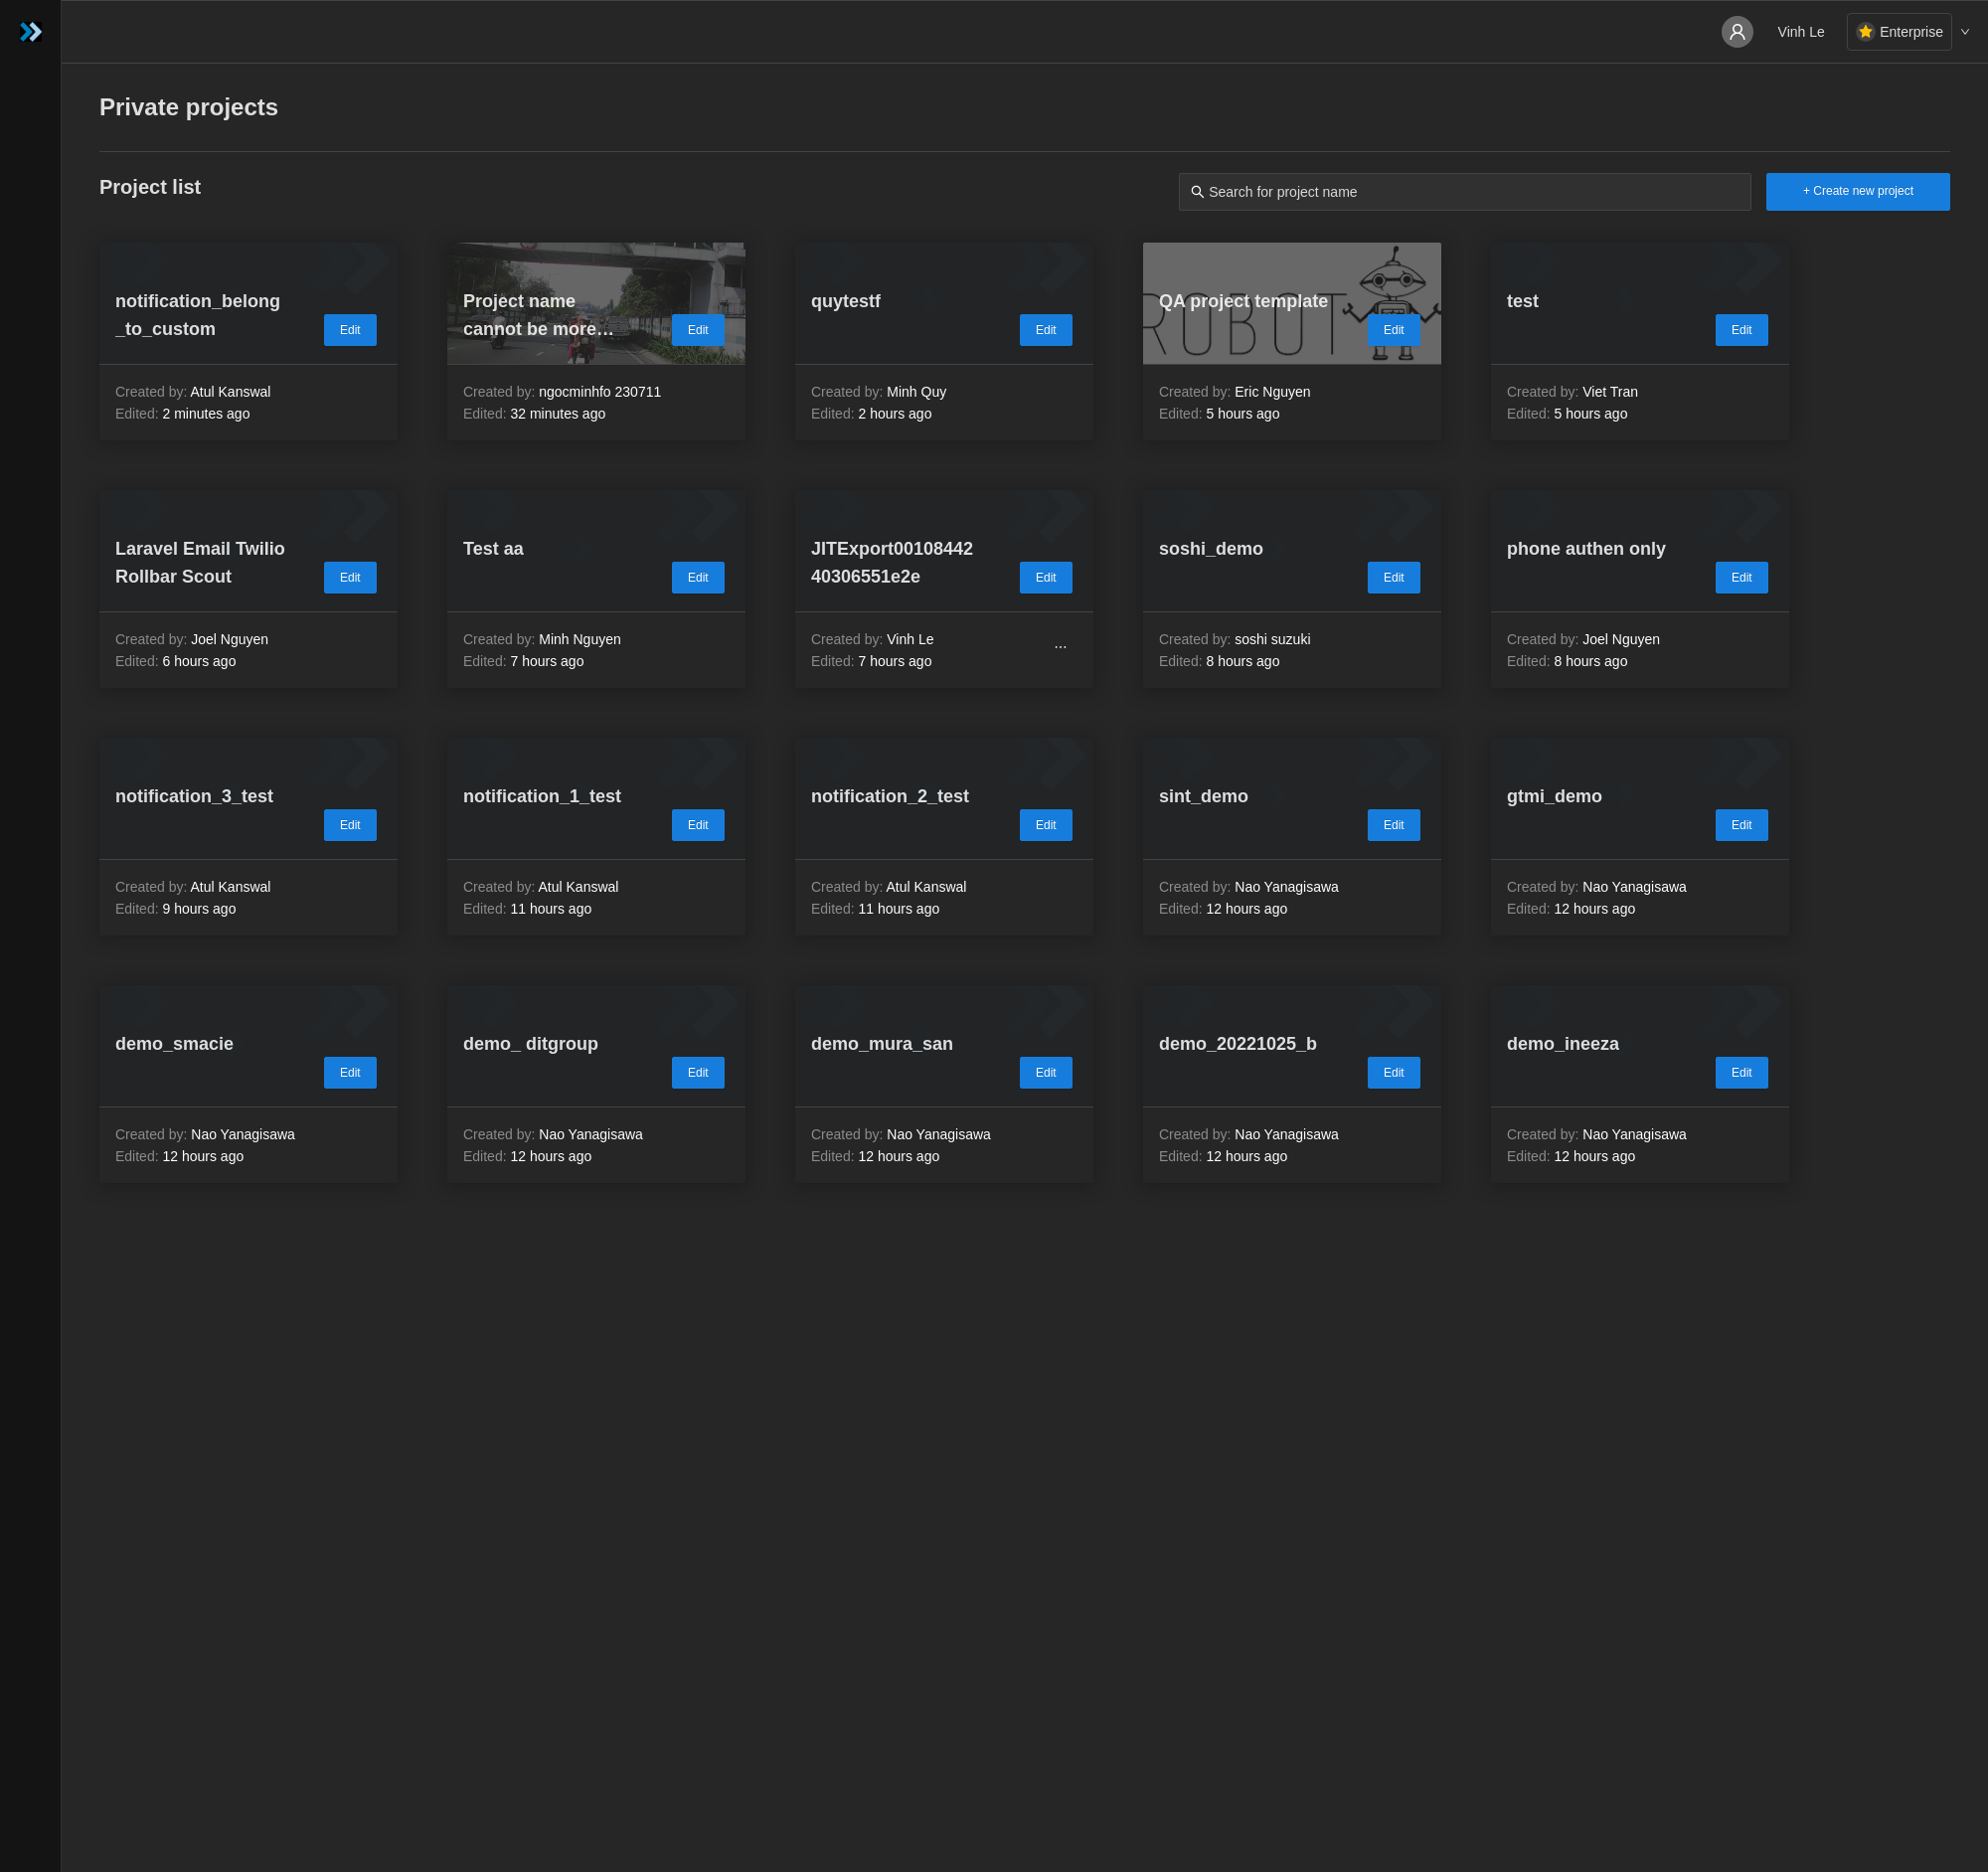 Vinh Le
Enterprise
Private projects
Project list
Search for project name
+ Create new project
notification_belong
_to_custom
Edit
Created by: Atul Kanswal
Edited: 2 minutes ago
Project name
cannot be more…
Edit
Created by: ngocminhfo 230711
Edited: 32 minutes ago
quytestf
Edit
Created by: Minh Quy
Edited: 2 hours ago
ROBOT
QA project template
Edit
Created by: Eric Nguyen
Edited: 5 hours ago
test
Edit
Created by: Viet Tran
Edited: 5 hours ago
Laravel Email Twilio
Rollbar Scout
Edit
Created by: Joel Nguyen
Edited: 6 hours ago
Test aa
Edit
Created by: Minh Nguyen
Edited: 7 hours ago
JITExport00108442
40306551e2e
Edit
Created by: Vinh Le
Edited: 7 hours ago
...
soshi_demo
Edit
Created by: soshi suzuki
Edited: 8 hours ago
phone authen only
Edit
Created by: Joel Nguyen
Edited: 8 hours ago
notification_3_test
Edit
Created by: Atul Kanswal
Edited: 9 hours ago
notification_1_test
Edit
Created by: Atul Kanswal
Edited: 11 hours ago
notification_2_test
Edit
Created by: Atul Kanswal
Edited: 11 hours ago
sint_demo
Edit
Created by: Nao Yanagisawa
Edited: 12 hours ago
gtmi_demo
Edit
Created by: Nao Yanagisawa
Edited: 12 hours ago
demo_smacie
Edit
Created by: Nao Yanagisawa
Edited: 12 hours ago
demo_ ditgroup
Edit
Created by: Nao Yanagisawa
Edited: 12 hours ago
demo_mura_san
Edit
Created by: Nao Yanagisawa
Edited: 12 hours ago
demo_20221025_b
Edit
Created by: Nao Yanagisawa
Edited: 12 hours ago
demo_ineeza
Edit
Created by: Nao Yanagisawa
Edited: 12 hours ago